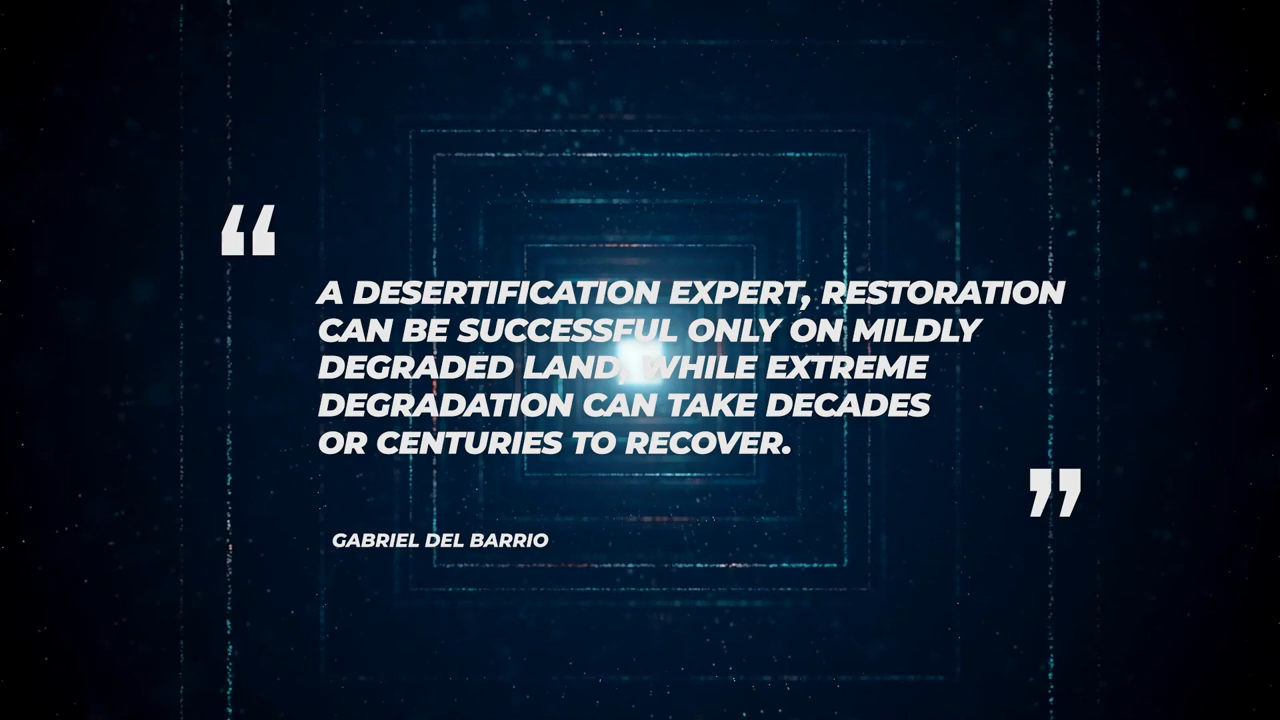 “
A DESERTIFICATION EXPERT, RESTORATION
CAN BE SUCCESSFUL ONLY ON MILDLY
DEGRADED LAND, WHILE EXTREME
DEGRADATION CAN TAKE DECADES
OR CENTURIES TO RECOVER.
”
GABRIEL DEL BARRIO